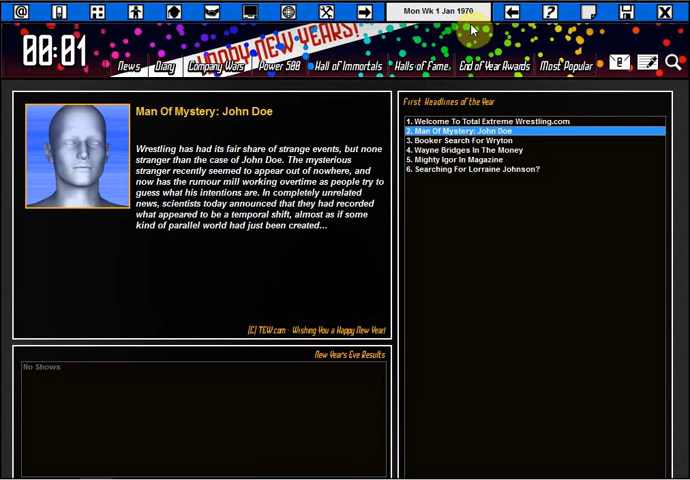 Mon Wk 1 Jan 1970
00:01
HAPPY NEW YEARS!
News
Diary
Company Wars
Power 500
Hall of Immortals
Halls of Fame
End of Year Awards
Most Popular
Man Of Mystery: John Doe
Wrestling has had its fair share of strange events, but none
stranger than the case of John Doe. The mysterious
stranger recently seemed to appear out of nowhere, and
now has the rumour mill working overtime as people try to
guess what his intentions are. In completely unrelated
news, scientists today announced that they had recorded
what appeared to be a temporal shift, almost as if some
kind of parallel world had just been created...
(C) TEW.com - Wishing You a Happy New Year!
New Year's Eve Results
No Shows
First Headlines of the Year
1. Welcome To Total Extreme Wrestling.com
2. Man Of Mystery: John Doe
3. Booker Search For Wryton
4. Wayne Bridges In The Money
5. Mighty Igor In Magazine
6. Searching For Lorraine Johnson?